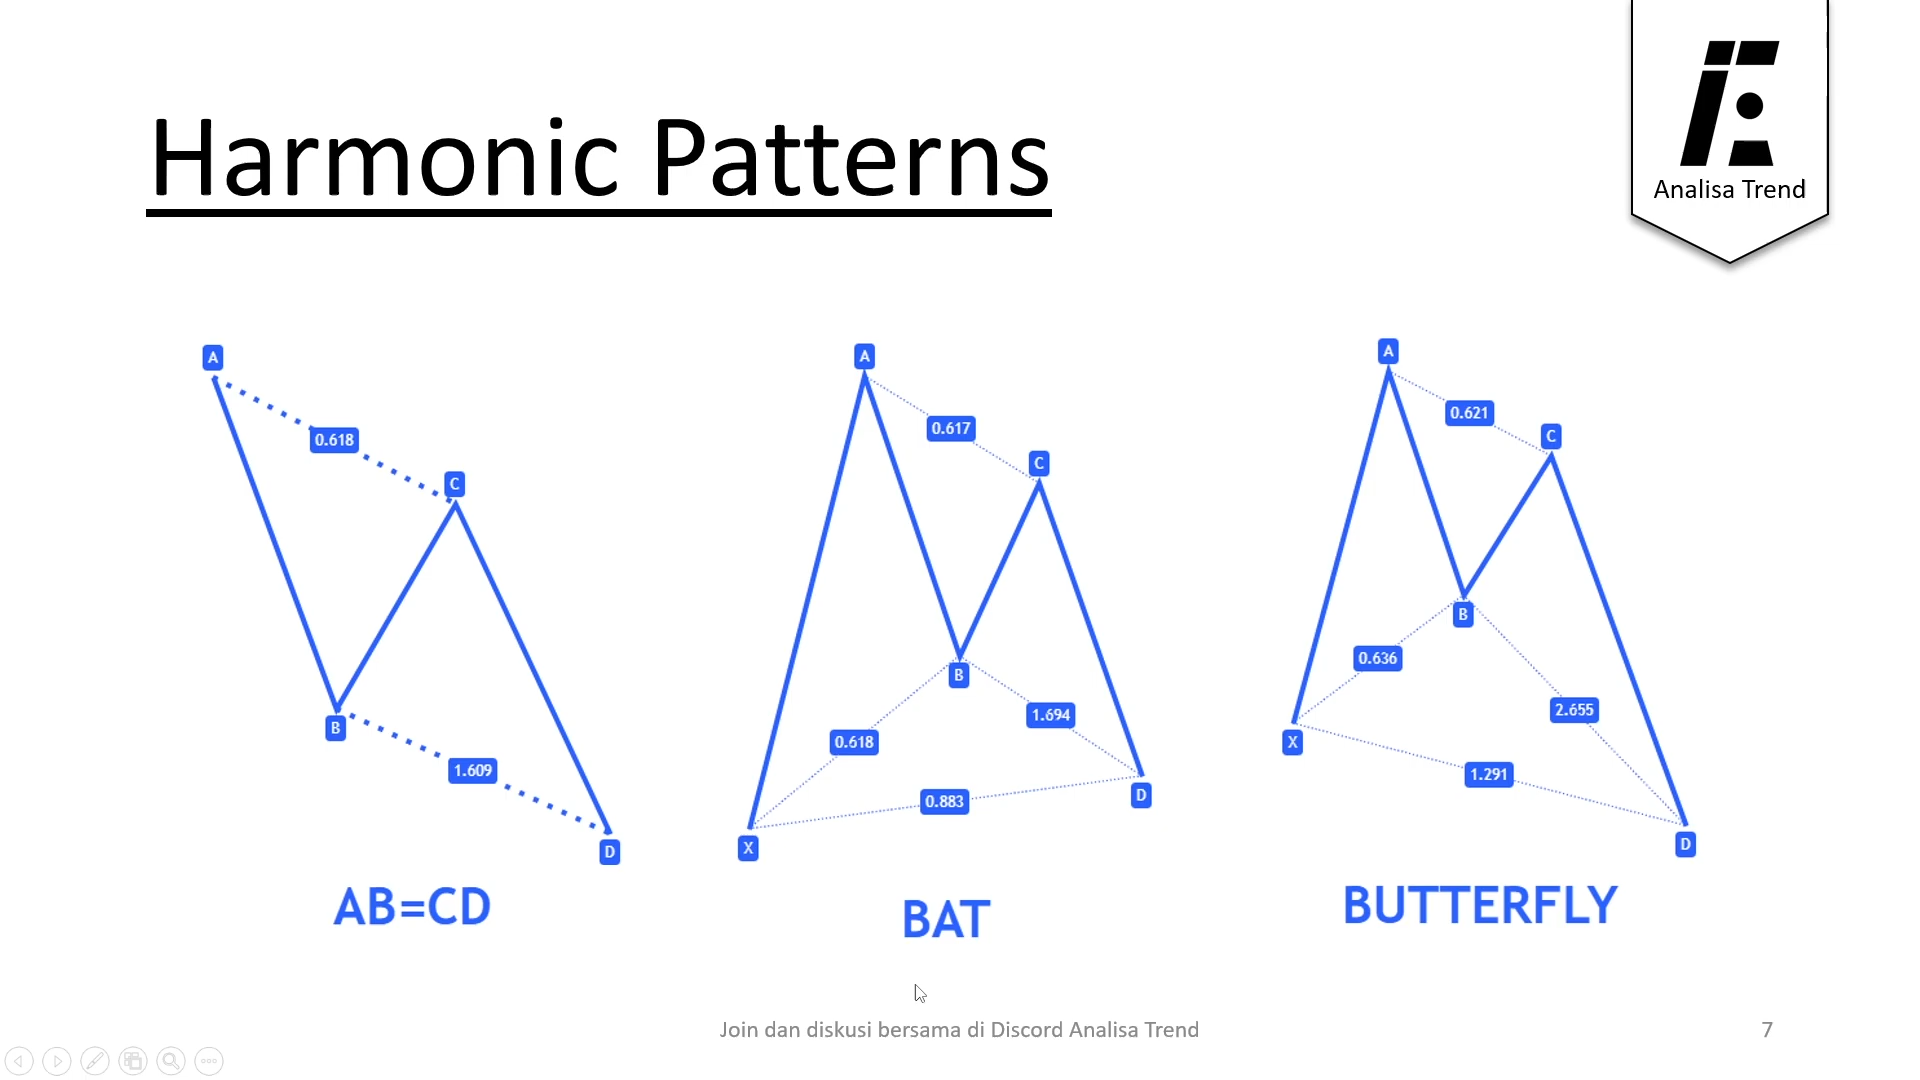 Harmonic Patterns
Analisa Trend
A
0.618
C
B
1.609
D
AB=CD
A
0.617
C
B
1.694
0.618
0.883
D
X
BAT
A
0.621
C
B
0.636
2.655
X
1.291
D
BUTTERFLY
Join dan diskusi bersama di Discord Analisa Trend
7